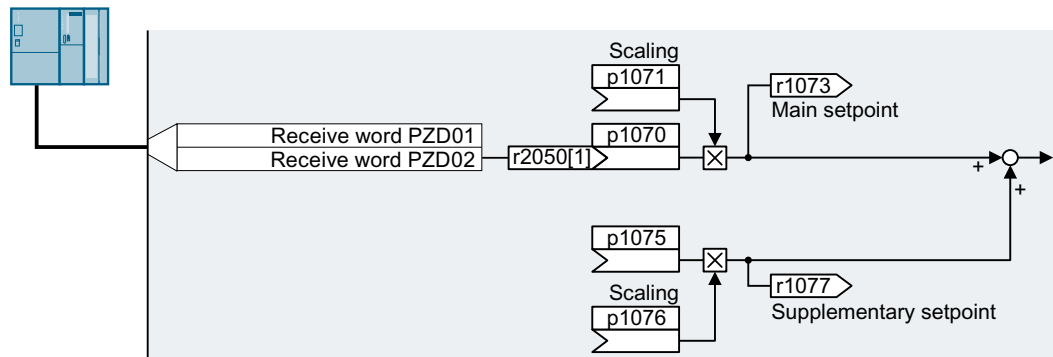 Scaling
p1071
r1073
Main setpoint
Receive word PZD01
p1070
Receive word PZD02
r2050[1]
+
+
p1075
r1077
Scaling
Supplementary setpoint
p1076